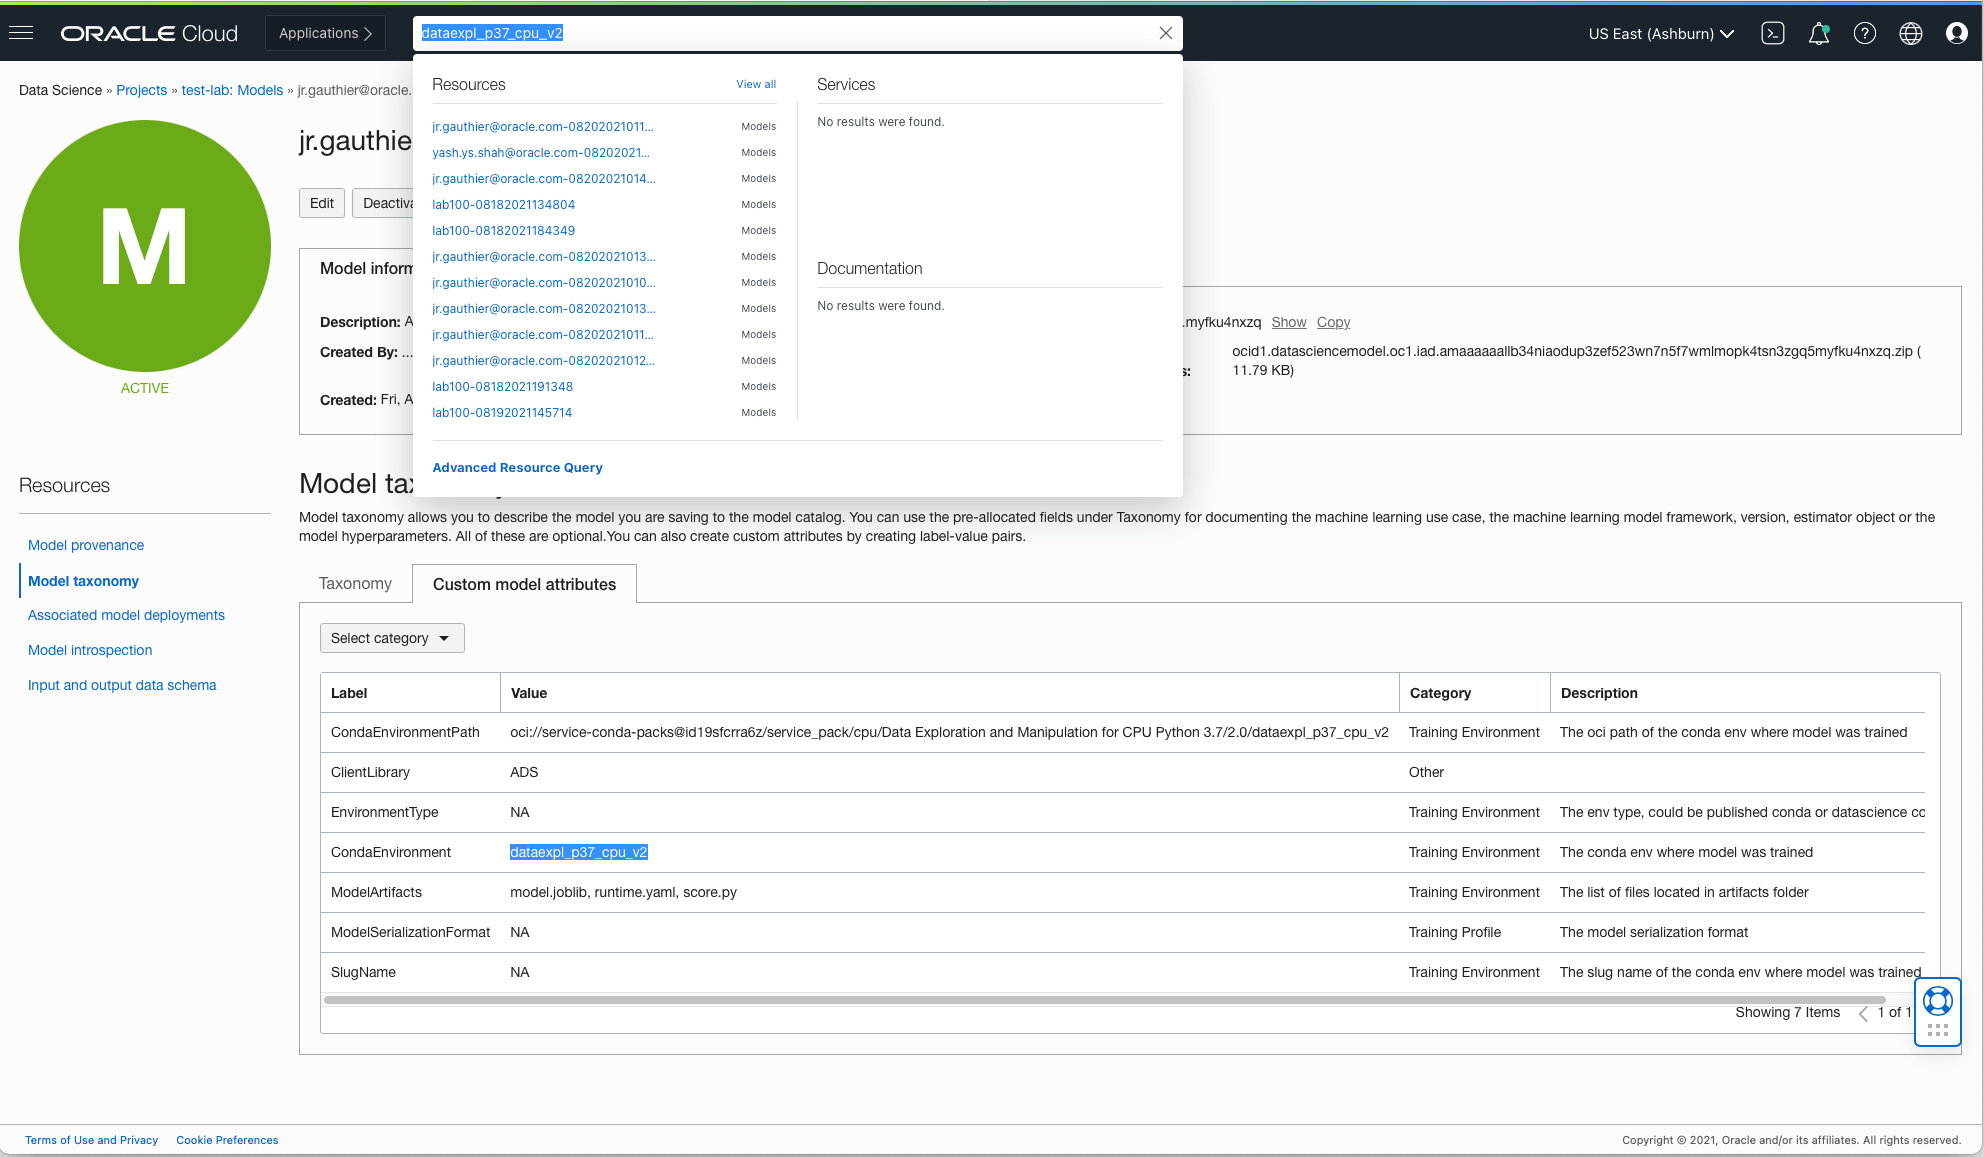 ORACLE Cloud
Applications
dataexpl_p37_cpu_v2
US East (Ashburn)
Data Science » Projects » test-lab: Models » jr.gauthier@oracle.
M
ACTIVE
jr.gauthie
Edit
Deactiva
Resources
View all
jr.gauthier@oracle.com-08202021011... Models
yash.ys.shah@oracle.com-08202021... Models
jr.gauthier@oracle.com-08202021014... Models
lab100-08182021134804 Models
lab100-08182021184349 Models
jr.gauthier@oracle.com-08202021013... Models
jr.gauthier@oracle.com-08202021010... Models
jr.gauthier@oracle.com-08202021013... Models
jr.gauthier@oracle.com-08202021011... Models
jr.gauthier@oracle.com-08202021012... Models
lab100-08182021191348 Models
lab100-08192021145714 Models
Services
No results were found.
Documentation
No results were found.
Advanced Resource Query
Model inform
Description: A
Created By: ...
Created: Fri, A
.myfku4nxzq Show Copy
ocid1.datasciencemodel.oc1.iad.amaaaaaallb34niaodup3zef523wn7n5f7wmlmopk4tsn3zgq5myfku4nxzq.zip (
s: 11.79 KB)
Resources
Model provenance
Model taxonomy
Associated model deployments
Model introspection
Input and output data schema
Model tax
Model taxonomy allows you to describe the model you are saving to the model catalog. You can use the pre-allocated fields under Taxonomy for documenting the machine learning use case, the machine learning model framework, version, estimator object or the
model hyperparameters. All of these are optional.You can also create custom attributes by creating label-value pairs.
Taxonomy
Custom model attributes
Select category
Label Value Category Description
CondaEnvironmentPath oci://service-conda-packs@id19sfcrra6z/service_pack/cpu/Data Exploration and Manipulation for CPU Python 3.7/2.0/dataexpl_p37_cpu_v2 Training Environment The oci path of the conda env where model was trained
ClientLibrary ADS Other
EnvironmentType NA Training Environment The env type, could be published conda or datascience co
CondaEnvironment dataexpl_p37_cpu_v2 Training Environment The conda env where model was trained
ModelArtifacts model.joblib, runtime.yaml, score.py Training Environment The list of files located in artifacts folder
ModelSerializationFormat NA Training Profile The model serialization format
SlugName NA Training Environment The slug name of the conda env where model was trained
Showing 7 Items 1 of 1
Terms of Use and Privacy Cookie Preferences
Copyright © 2021, Oracle and/or its affiliates. All rights reserved.